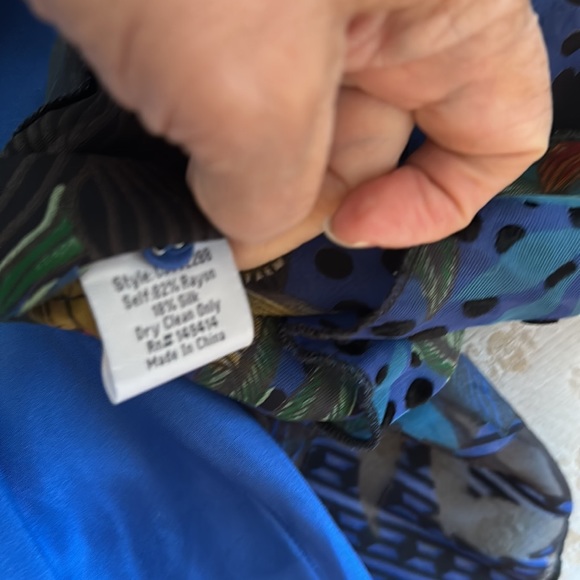 Style:
Self:82% Rayon
18% Silk
Dry Clean Only
Rn# 149414
Made In China